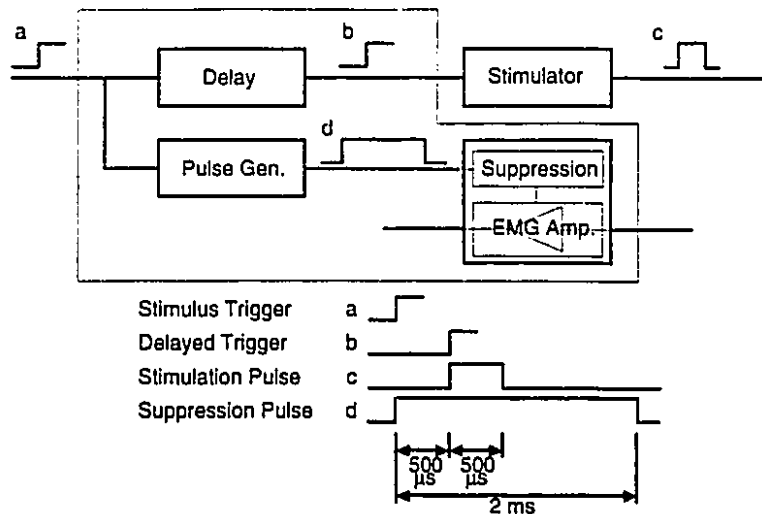 a
b
c
Delay
Stimulator
d
Pulse Gen.
Suppression
EMG Amp.
Stimulus Trigger a
Delayed Trigger b
Stimulation Pulse c
Suppression Pulse d
500 500
µs µs
2 ms